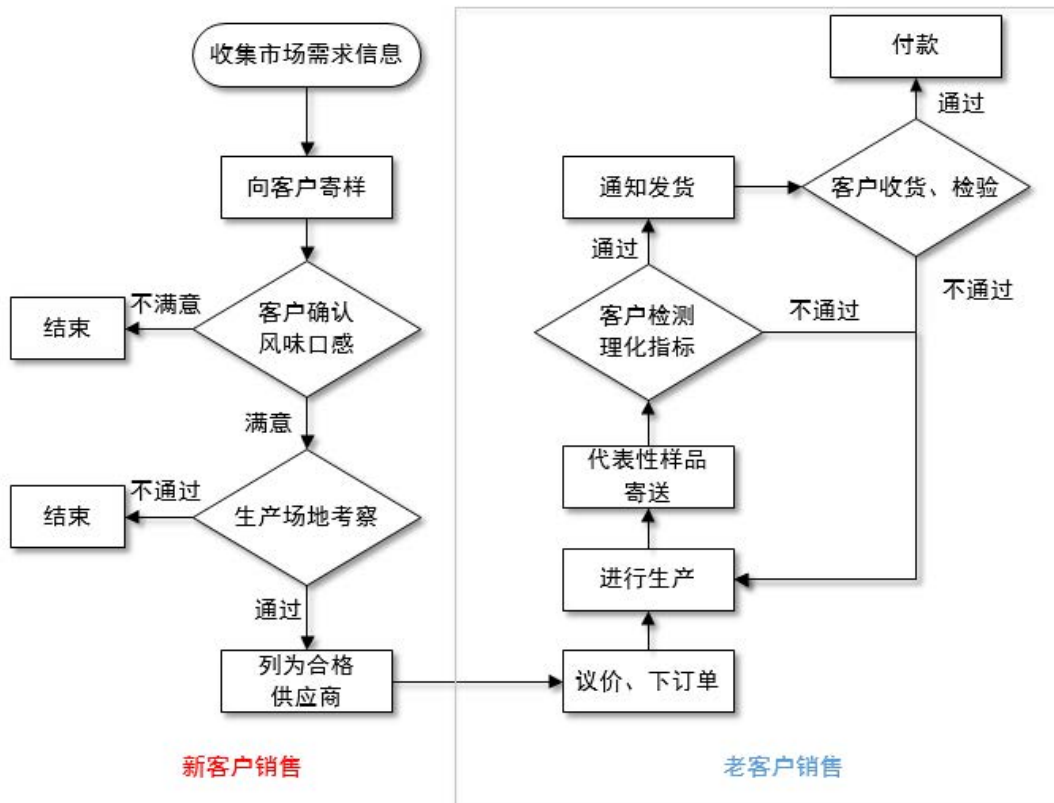 收集市场需求信息
向客户寄样
不满意
结束
客户确认
风味口感
满意
不通过
结束
生产场地考察
通过
列为合格
供应商
新客户销售
付款
通过
通知发货
客户收货、检验
通过
不通过
不通过
客户检测
理化指标
代表性样品
寄送
进行生产
议价、下订单
老客户销售